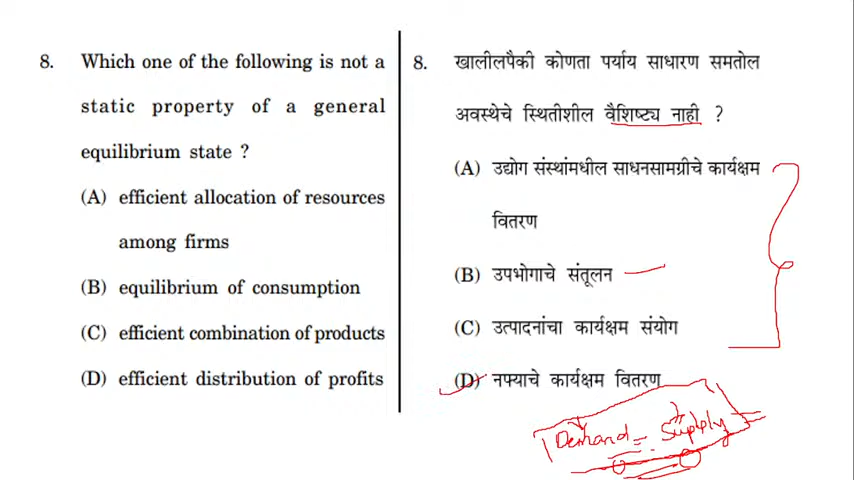 8. Which one of the following is not a
static property of a general
equilibrium state ?
(A) efficient allocation of resources
among firms
(B) equilibrium of consumption
(C) efficient combination of products
(D) efficient distribution of profits
8. खालीलपैकी कोणता पर्याय साधारण समतोल
अवस्थेचे स्थितीशील वैशिष्ट्य नाही ?
(A) उद्योग संस्थांमधील साधनसामग्रीचे कार्यक्षम
वितरण
(B) उपभोगाचे संतूलन
(C) उत्पादनांचा कार्यक्षम संयोग
(D) नफ्याचे कार्यक्षम वितरण
Demand = Supply